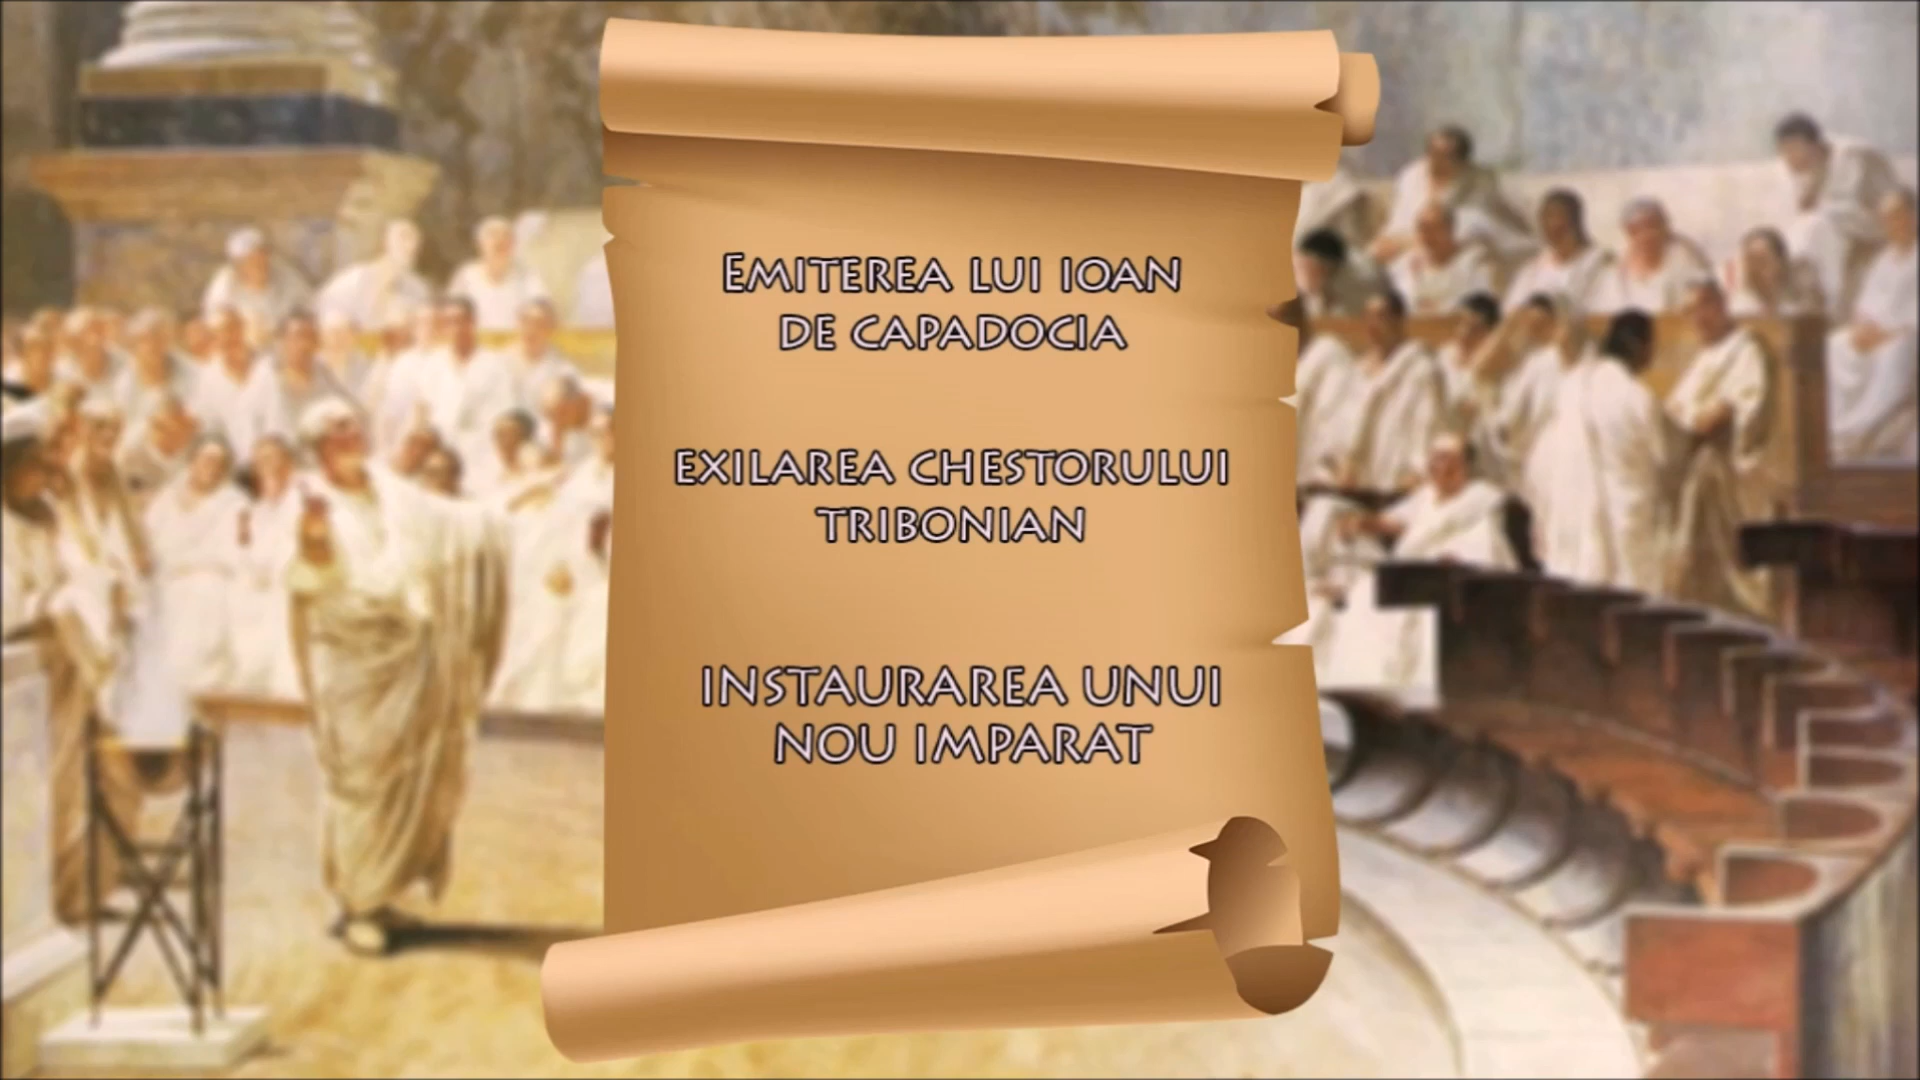 EMITEREA LUI IOAN
DE CAPADOCIA
EXILAREA CHESTORULUI
TRIBONIAN
INSTAURAREA UNUI
NOU IMPARAT